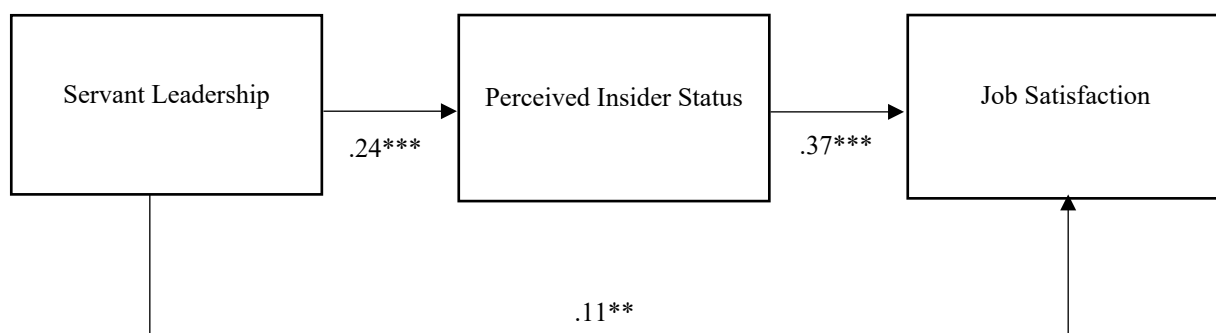 Servant Leadership
Perceived Insider Status
Job Satisfaction
.24***
.37***
.11**